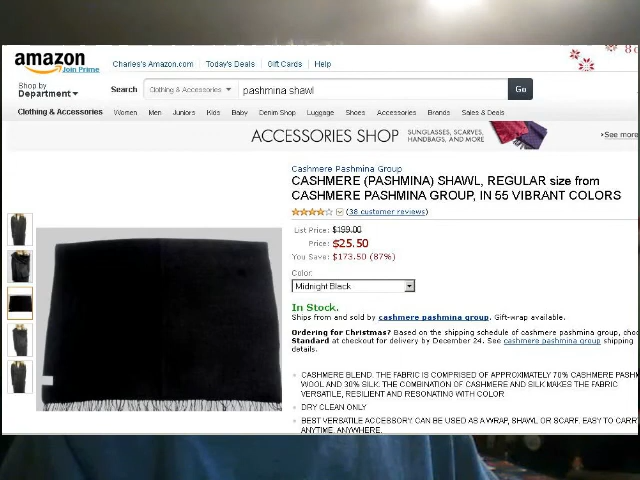 amazon
Join Prime
Charles's Amazon.com
Today's Deals
Gift Cards
Help
Shop by
Department
Search
Clothing & Accessories
pashmina shawl
Go
Clothing & Accessories
Women
Men
Juniors
Kids
Baby
Denim Shop
Luggage
Shoes
Accessories
Brands
Sales & Deals
ACCESSORIES SHOP
SUNGLASSES, SCARVES,
HANDBAGS, AND MORE
»See more
Cashmere Pashmina Group
CASHMERE (PASHMINA) SHAWL, REGULAR size from
CASHMERE PASHMINA GROUP, IN 55 VIBRANT COLORS
(38 customer reviews)
List Price: $199.00
Price: $25.50
You Save: $173.50 (87%)
Color:
Midnight Black
In Stock.
Ships from and sold by cashmere pashmina group. Gift-wrap available.
Ordering for Christmas? Based on the shipping schedule of cashmere pashmina group, choo
Standard at checkout for delivery by December 24. See cashmere pashmina group shipping
details.
CASHMERE BLEND. THE FABRIC IS COMPRISED OF APPROXIMATELY 70% CASHMERE PASHM
WOOL AND 30% SILK. THE COMBINATION OF CASHMERE AND SILK MAKES THE FABRIC
VERSATILE, RESILIENT AND RESONATING WITH COLOR
DRY CLEAN ONLY
BEST VERSATILE ACCESSORY. CAN BE USED AS A WRAP, SHAWL OR SCARF. EASY TO CARRY
ANYTIME, ANYWHERE.